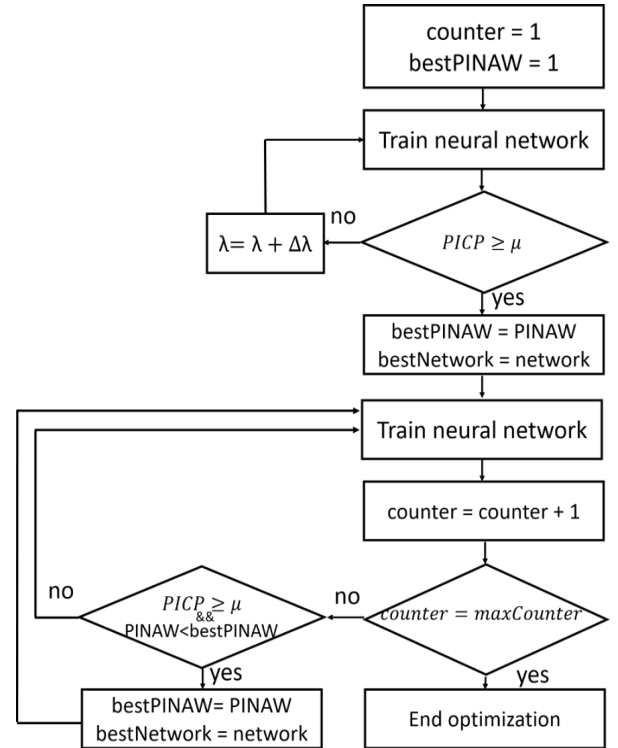 counter = 1
bestPINAW = 1
Train neural network
no
λ= λ + Δλ
PICP ≥ μ
yes
bestPINAW = PINAW
bestNetwork = network
Train neural network
counter = counter + 1
no
PICP ≥ μ
&&
PINAW<bestPINAW
no
counter = maxCounter
yes
yes
bestPINAW= PINAW
bestNetwork = network
End optimization